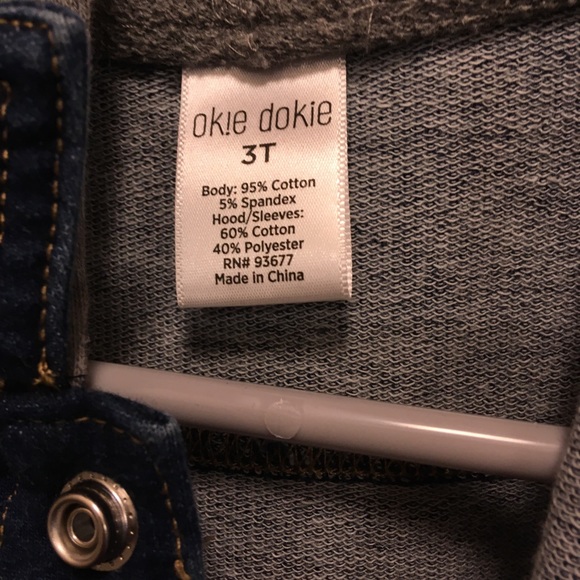 okie dokie
3T
Body: 95% Cotton
5% Spandex
Hood/Sleeves:
60% Cotton
40% Polyester
RN# 93677
Made in China